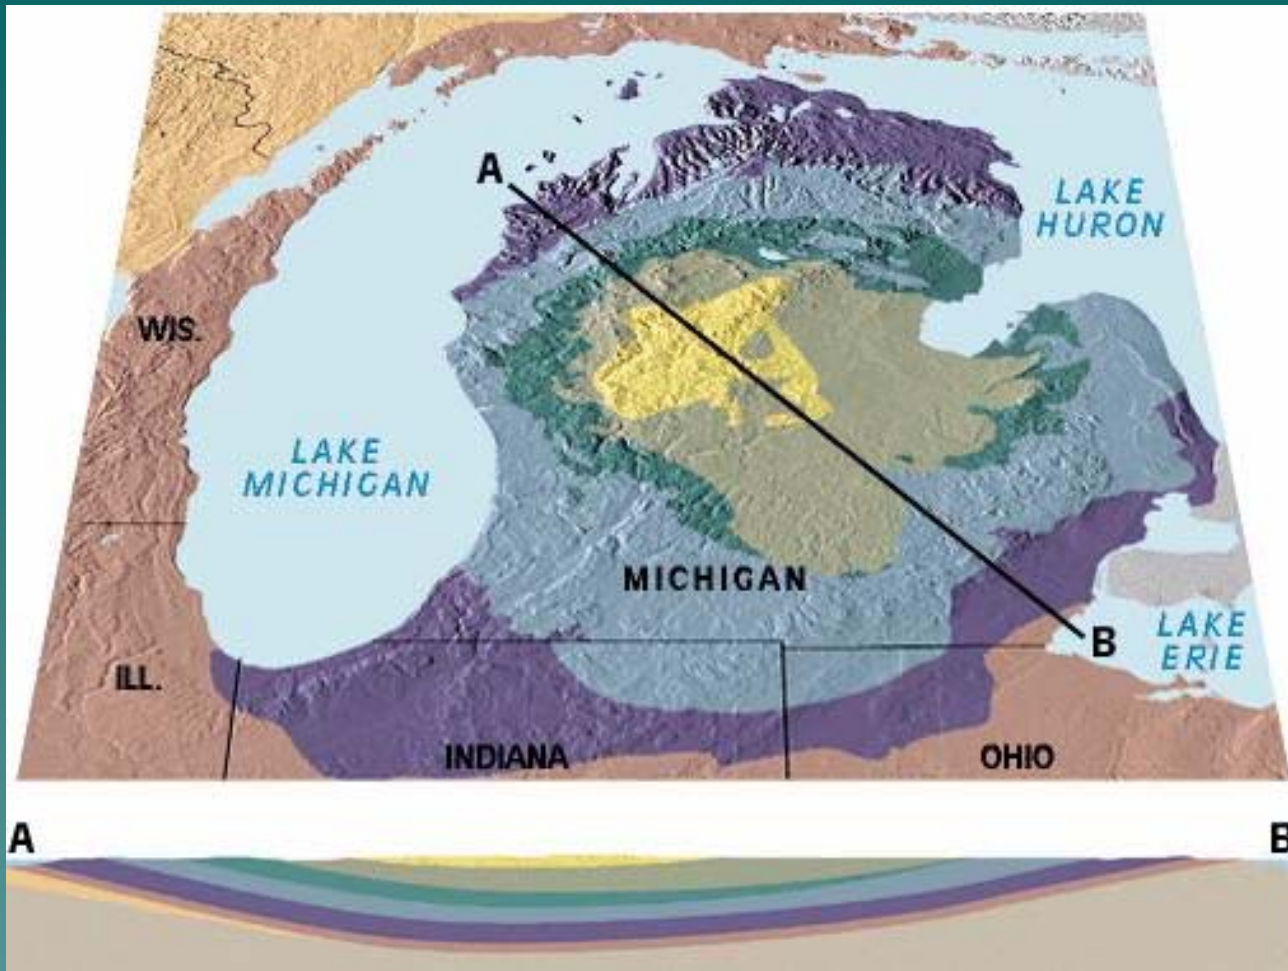 A
LAKE
HURON
WIS.
LAKE
MICHIGAN
MICHIGAN
B
LAKE
ERIE
ILL.
INDIANA
OHIO
A
B